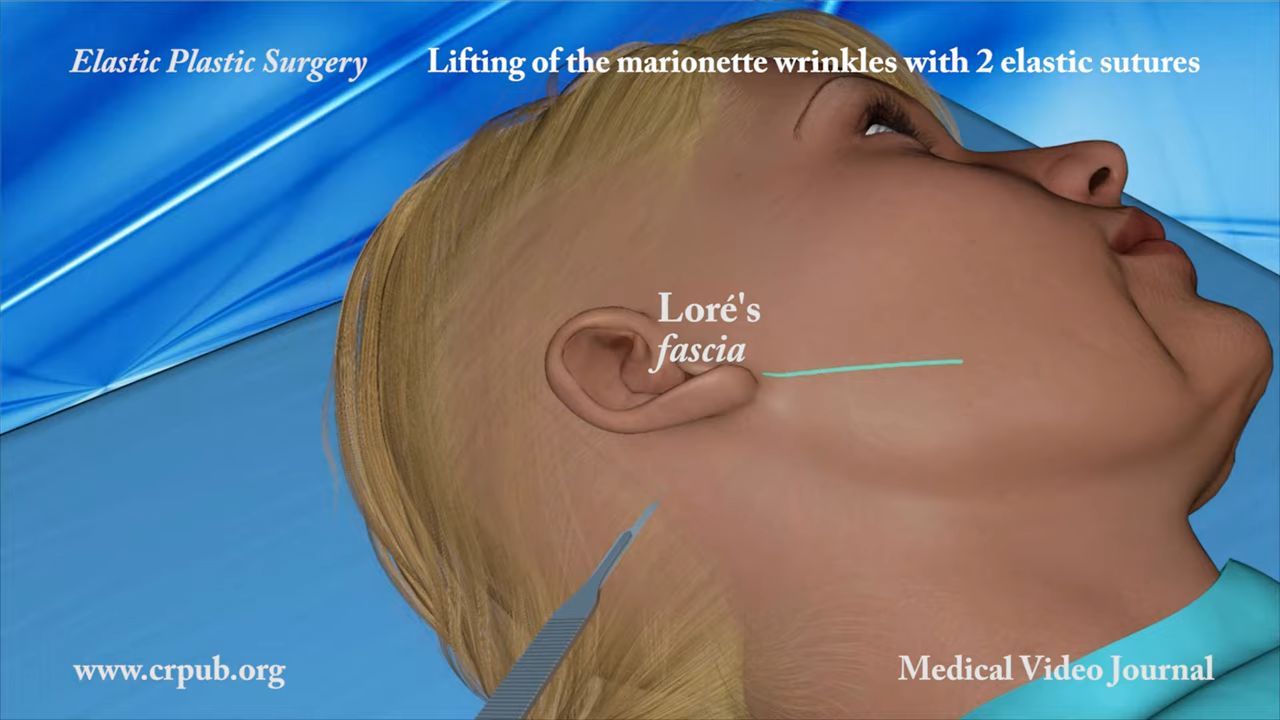 Elastic Plastic Surgery
Lifting of the marionette wrinkles with 2 elastic sutures
Loré's
fascia
www.crpub.org
Medical Video Journal